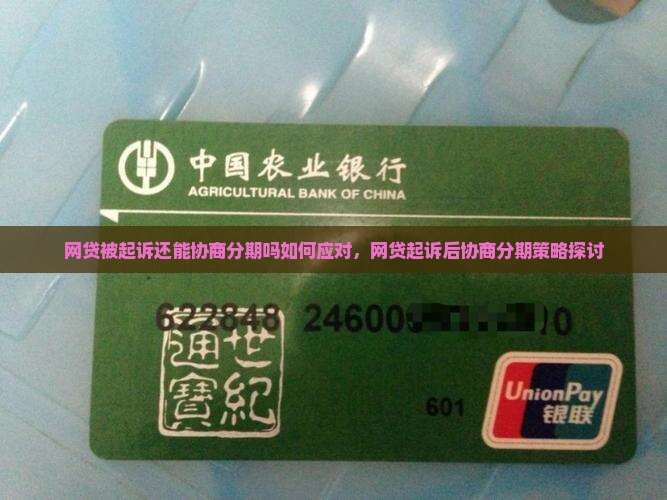 中国农业银行
AGRICULTURAL BANK OF CHINA
网贷被起诉还能协商分期吗如何应对，网贷起诉后协商分期策略探讨
622848 24600
0
世紀通寶
601
UnionPay
银联